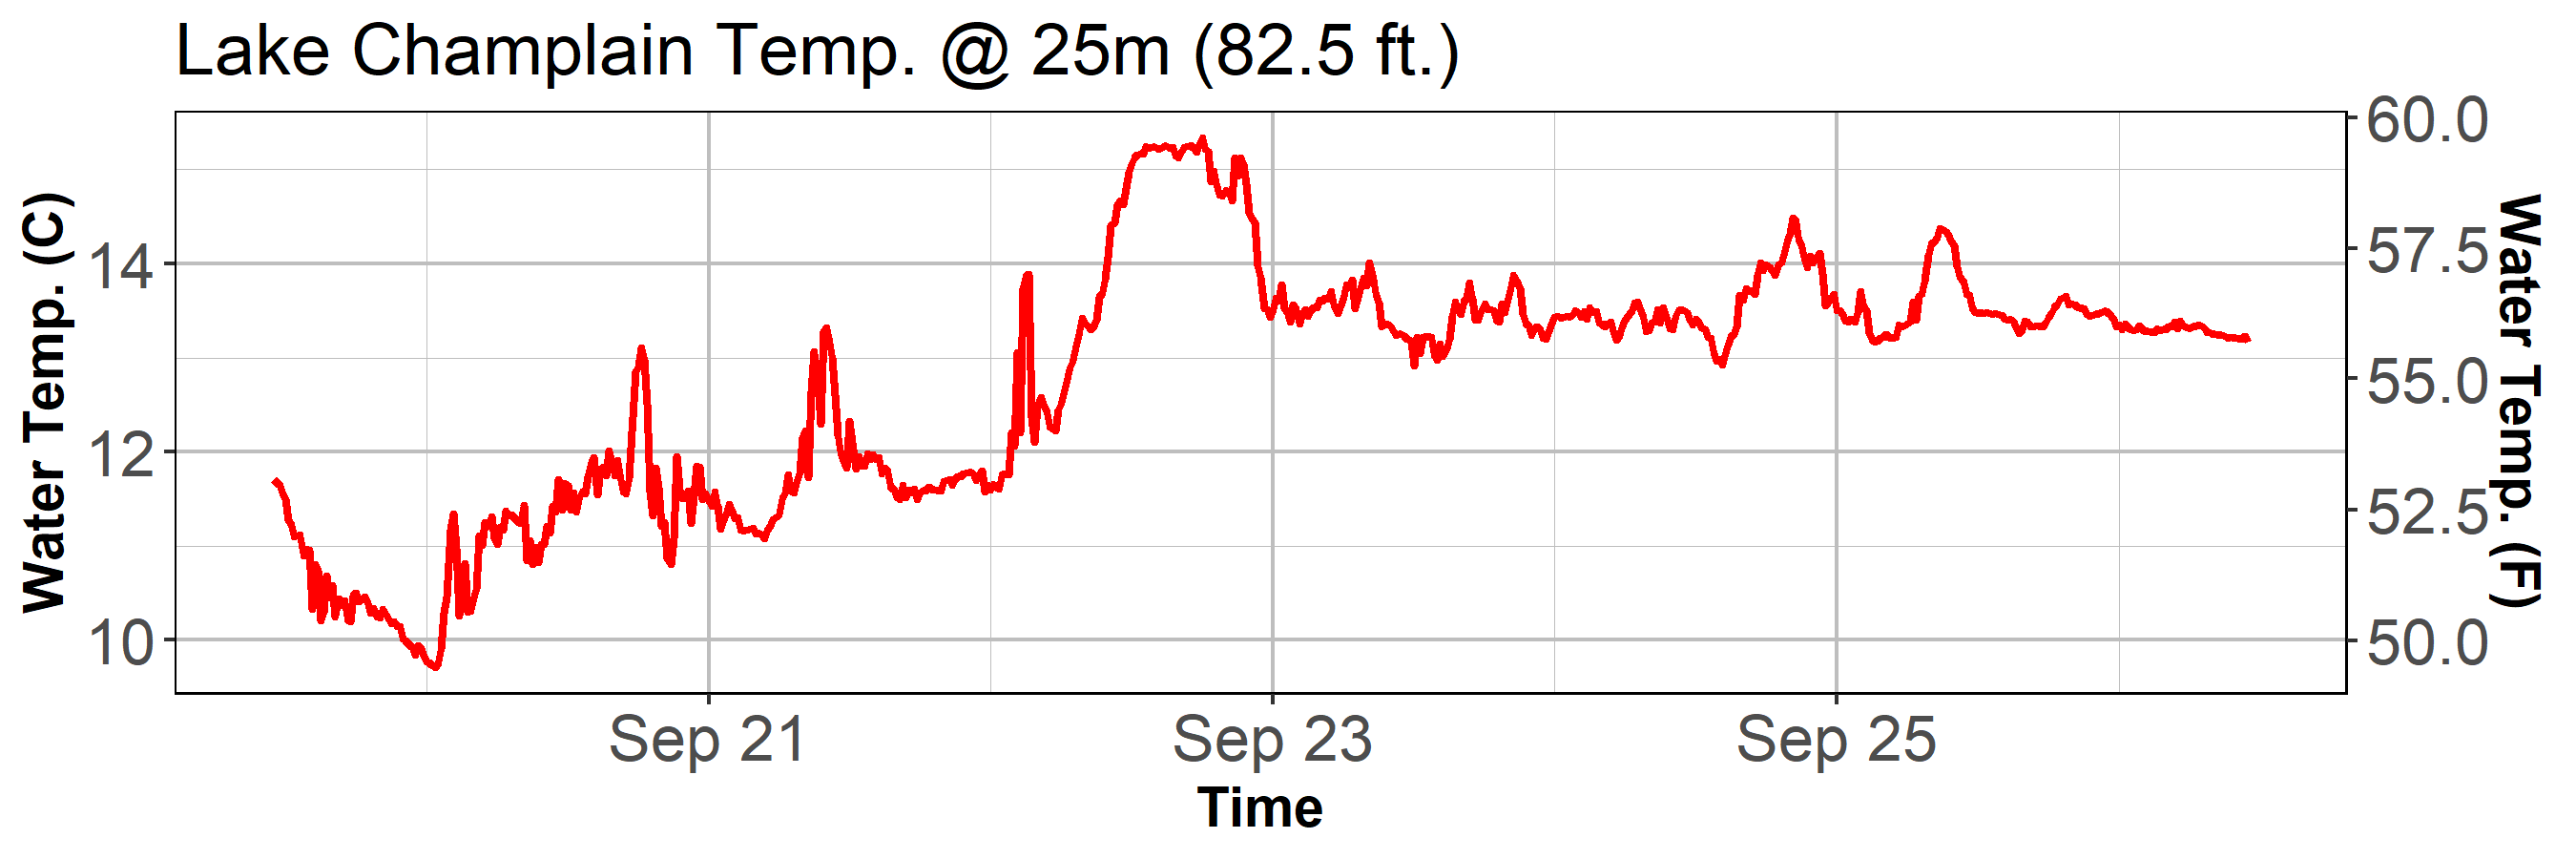 Lake Champlain Temp. @ 25m (82.5 ft.)
Water Temp. (C)
14
12
10
60.0
57.5
55.0
52.5
50.0
Water Temp. (F)
Sep 21
Sep 23
Sep 25
Time